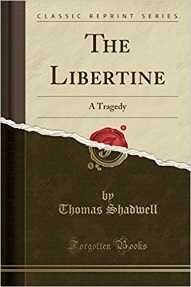 CLASSIC REPRINT SERIES
The
Libertine
A Tragedy
by
Thomas Shadwell
Forgotten Books